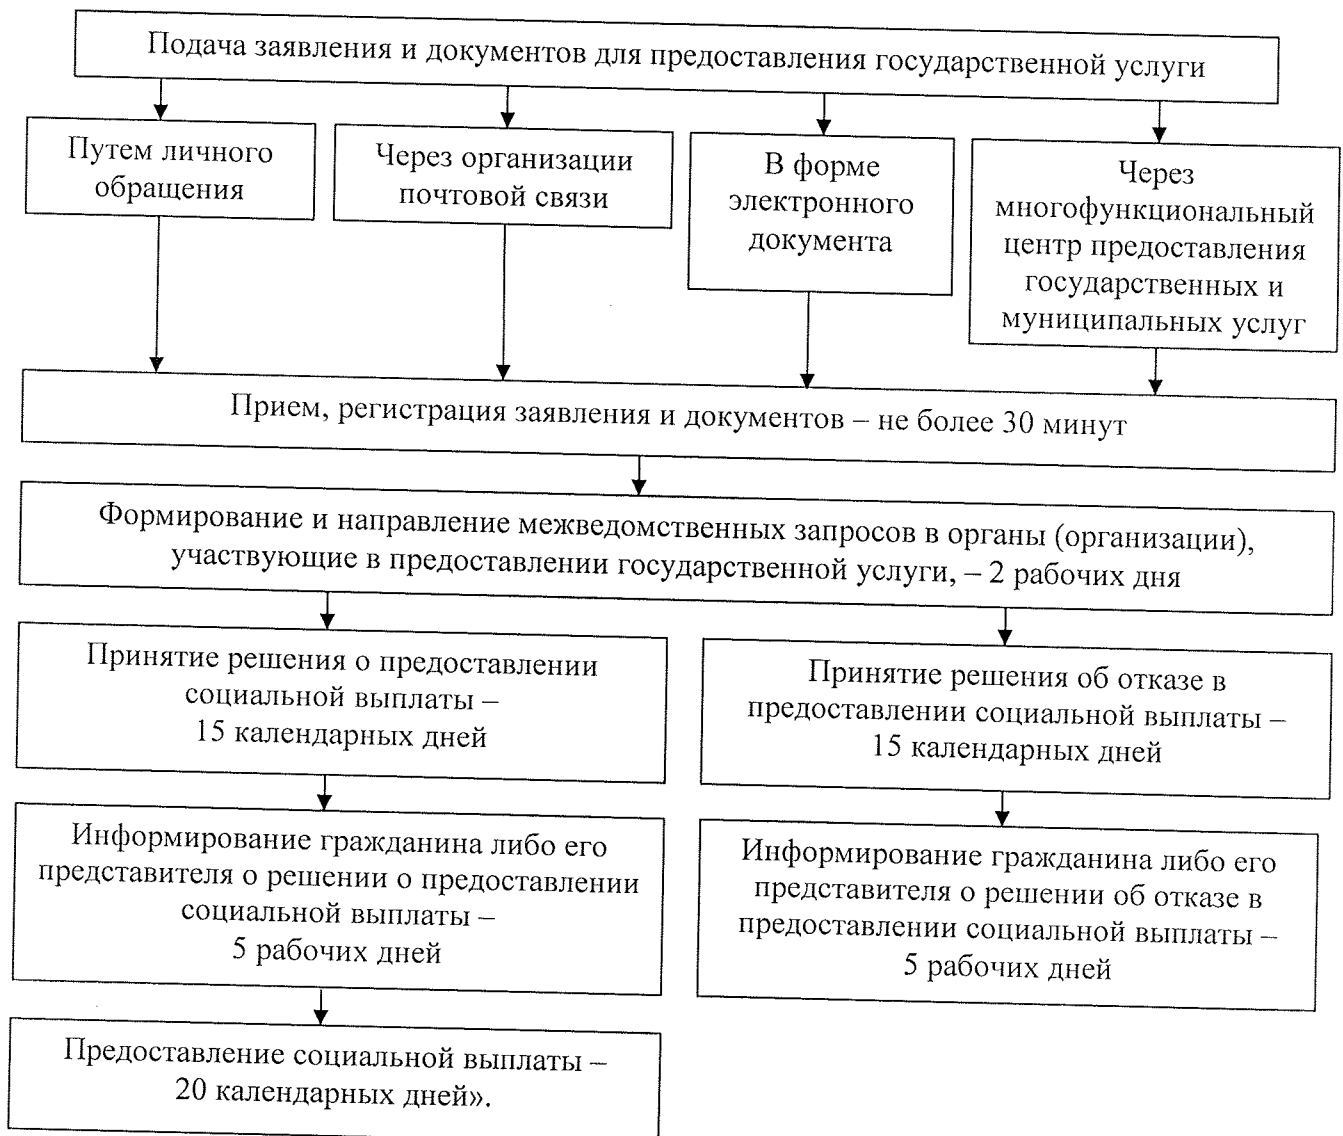 Подача заявления и документов для предоставления государственной услуги
Путем личного
обращения
Через организации
почтовой связи
В форме
электронного
документа
Через
многофункциональный
центр предоставления
государственных и
муниципальных услуг
Прием, регистрация заявления и документов – не более 30 минут
Формирование и направление межведомственных запросов в органы (организации),
участвующие в предоставлении государственной услуги, – 2 рабочих дня
Принятие решения о предоставлении
социальной выплаты –
15 календарных дней
Принятие решения об отказе в
предоставлении социальной выплаты –
15 календарных дней
Информирование гражданина либо его
представителя о решении о предоставлении
социальной выплаты –
5 рабочих дней
Информирование гражданина либо его
представителя о решении об отказе в
предоставлении социальной выплаты –
5 рабочих дней
Предоставление социальной выплаты –
20 календарных дней».